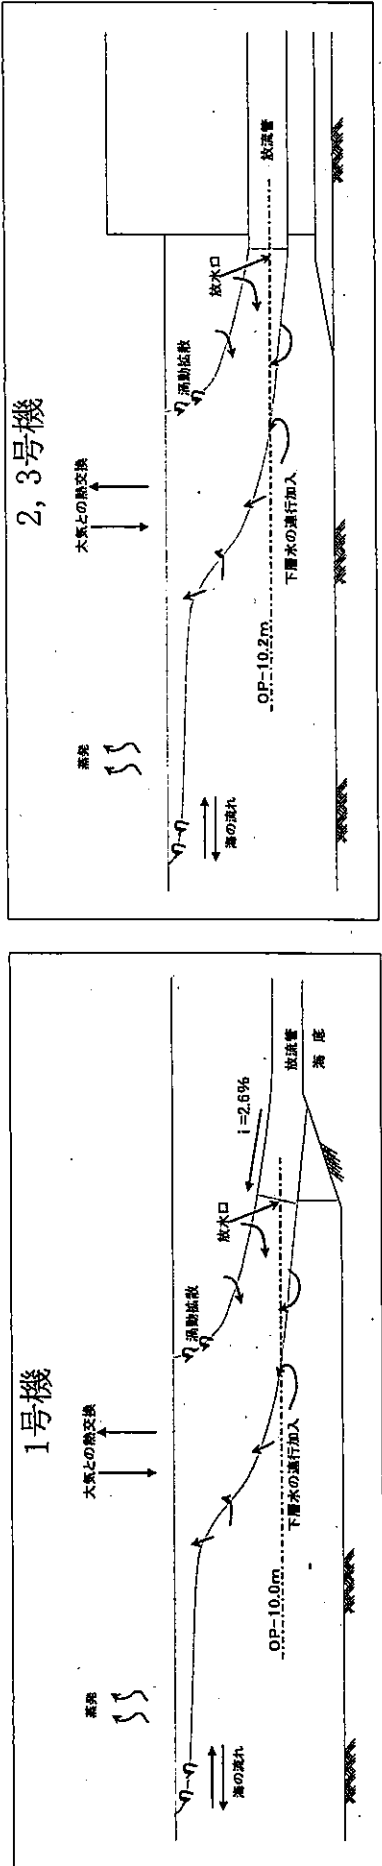 1号機
大気との熱交換
蒸発
渦動拡散
i=2.6%
放水口
放流管
海底
下層水の連行加入
OP-10.0m
海の流れ
2, 3号機
大気との熱交換
蒸発
渦動拡散
放水口
放流管
下層水の連行加入
OP-10.2m
海の流れ